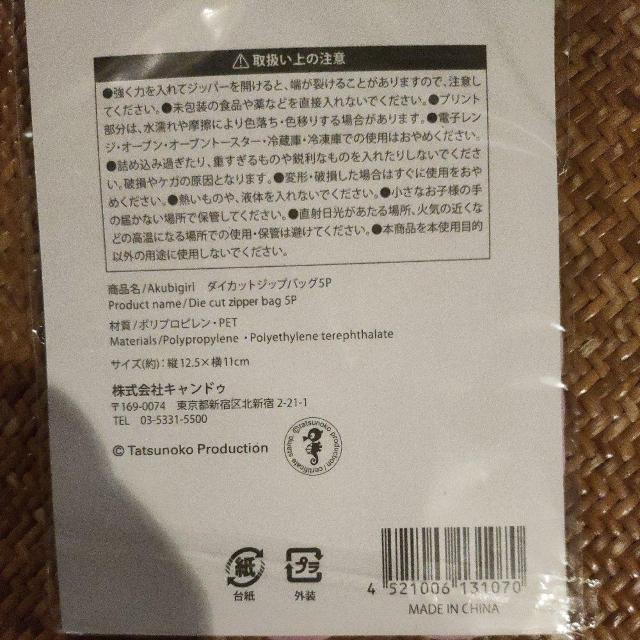 ⚠ 取扱い上の注意
●強く力を入れてジッパーを開けると、端が裂けることがありますので、注意し
てください。●未包装の食品や薬などを直接入れないでください。●プリント
部分は、水濡れや摩擦により色落ち・色移りする場合があります。●電子レン
ジ・オーブン・オーブントースター・冷蔵庫・冷凍庫での使用はおやめください。
●詰め込み過ぎたり、重すぎるものや鋭利なものを入れたりしないでくださ
い。破損やケガの原因となります。●変形・破損した場合はすぐに使用をおや
めください。●熱いものや、液体を入れないでください。●小さなお子様の手
の届かない場所で保管してください。●直射日光があたる場所、火気の近くな
どの高温になる場所での使用・保管は避けてください。●本商品を本使用目的
以外の用途に使用しないでください。
商品名/Akubigirl ダイカットジップバッグ5P
Product name/Die cut zipper bag 5P
材質/ポリプロピレン・PET
Materials/Polypropylene・Polyethylene terephthalate
サイズ(約):縦12.5×横11cm
株式会社キャンドゥ
〒169-0074 東京都新宿区北新宿2-21-1
TEL 03-5331-5500
© Tatsunoko Production
©tatsunoko production / certificate stamp
紙
台紙
プラ
外装
4 521006 131070
MADE IN CHINA